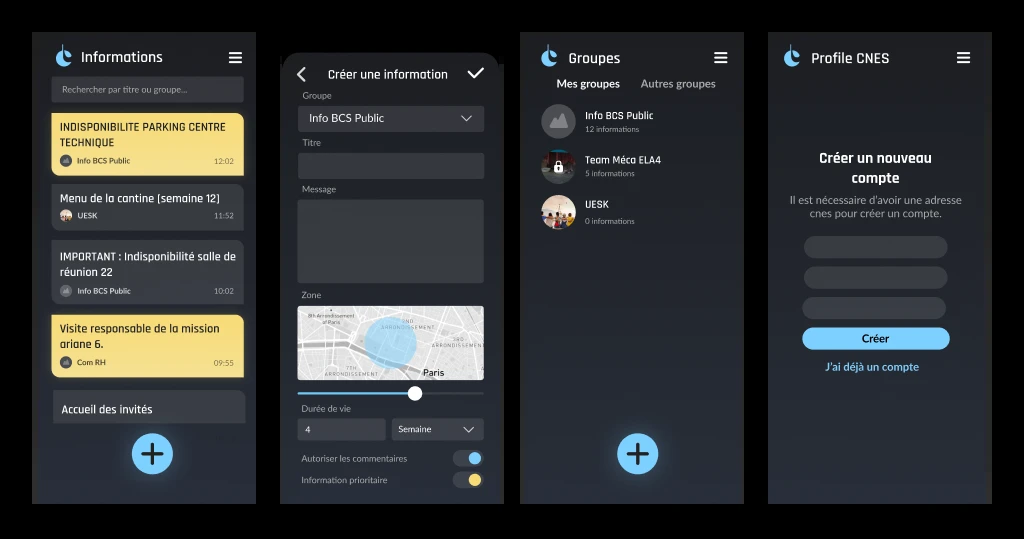 Informations
Rechercher par titre ou groupe...
INDISPONIBILITE PARKING CENTRE
TECHNIQUE
Info BCS Public
12:02
Menu de la cantine [semaine 12]
UESK
11:52
IMPORTANT : Indisponibilité salle de
réunion 22
Info BCS Public
10:02
Visite responsable de la mission
ariane 6.
Com RH
09:55
Accueil des invités
Créer une information
Groupe
Info BCS Public
Titre
Message
Zone
8th Arrondissement
of Paris
2ND
ARRONDISSEMENT
3RD
ARRONDISSEMENT
7TH
ARRONDISSEMENT
Paris
Durée de vie
4
Semaine
Autoriser les commentaires
Information prioritaire
Groupes
Mes groupes
Autres groupes
Info BCS Public
12 informations
Team Méca ELA4
5 informations
UESK
0 informations
Profile CNES
Créer un nouveau
compte
Il est nécessaire d'avoir une adresse
cnes pour créer un compte.
Créer
J'ai déjà un compte